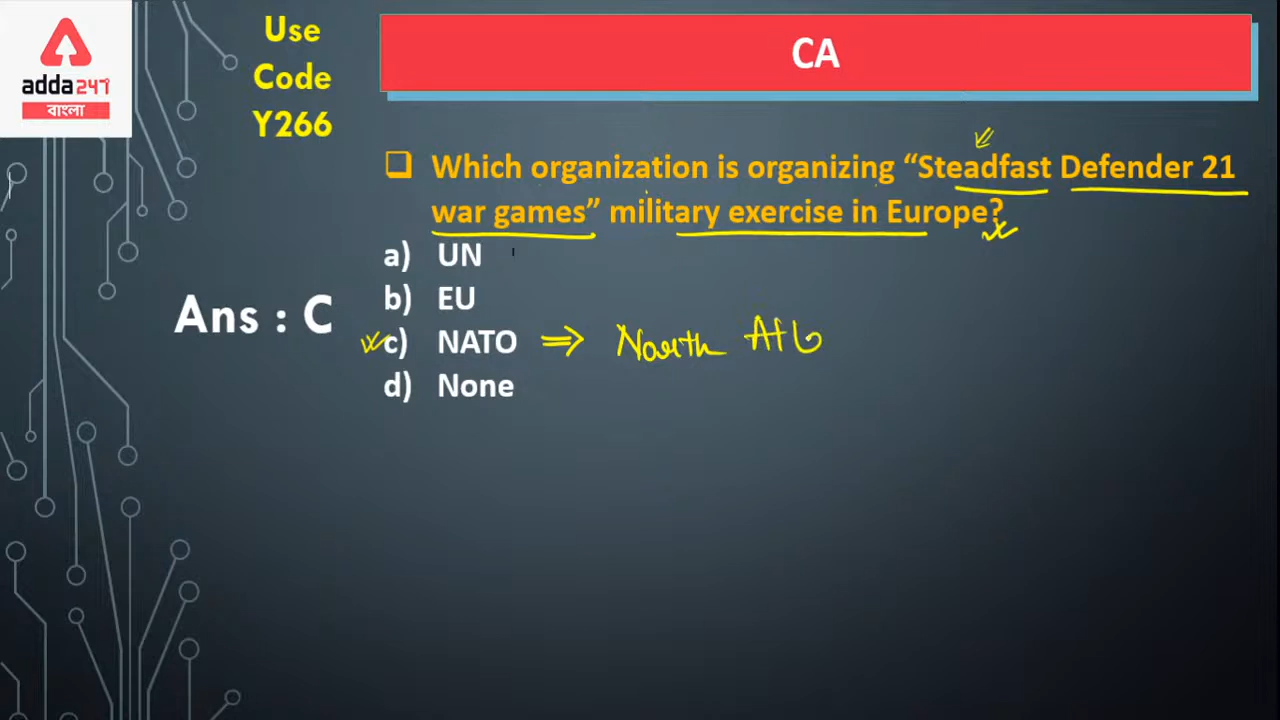 adda247
বাংলা
Use
Code
Y266
CA
Which organization is organizing “Steadfast Defender 21
war games” military exercise in Europe?
a) UN
b) EU
c) NATO ⇒ North
d) None
Ans : C